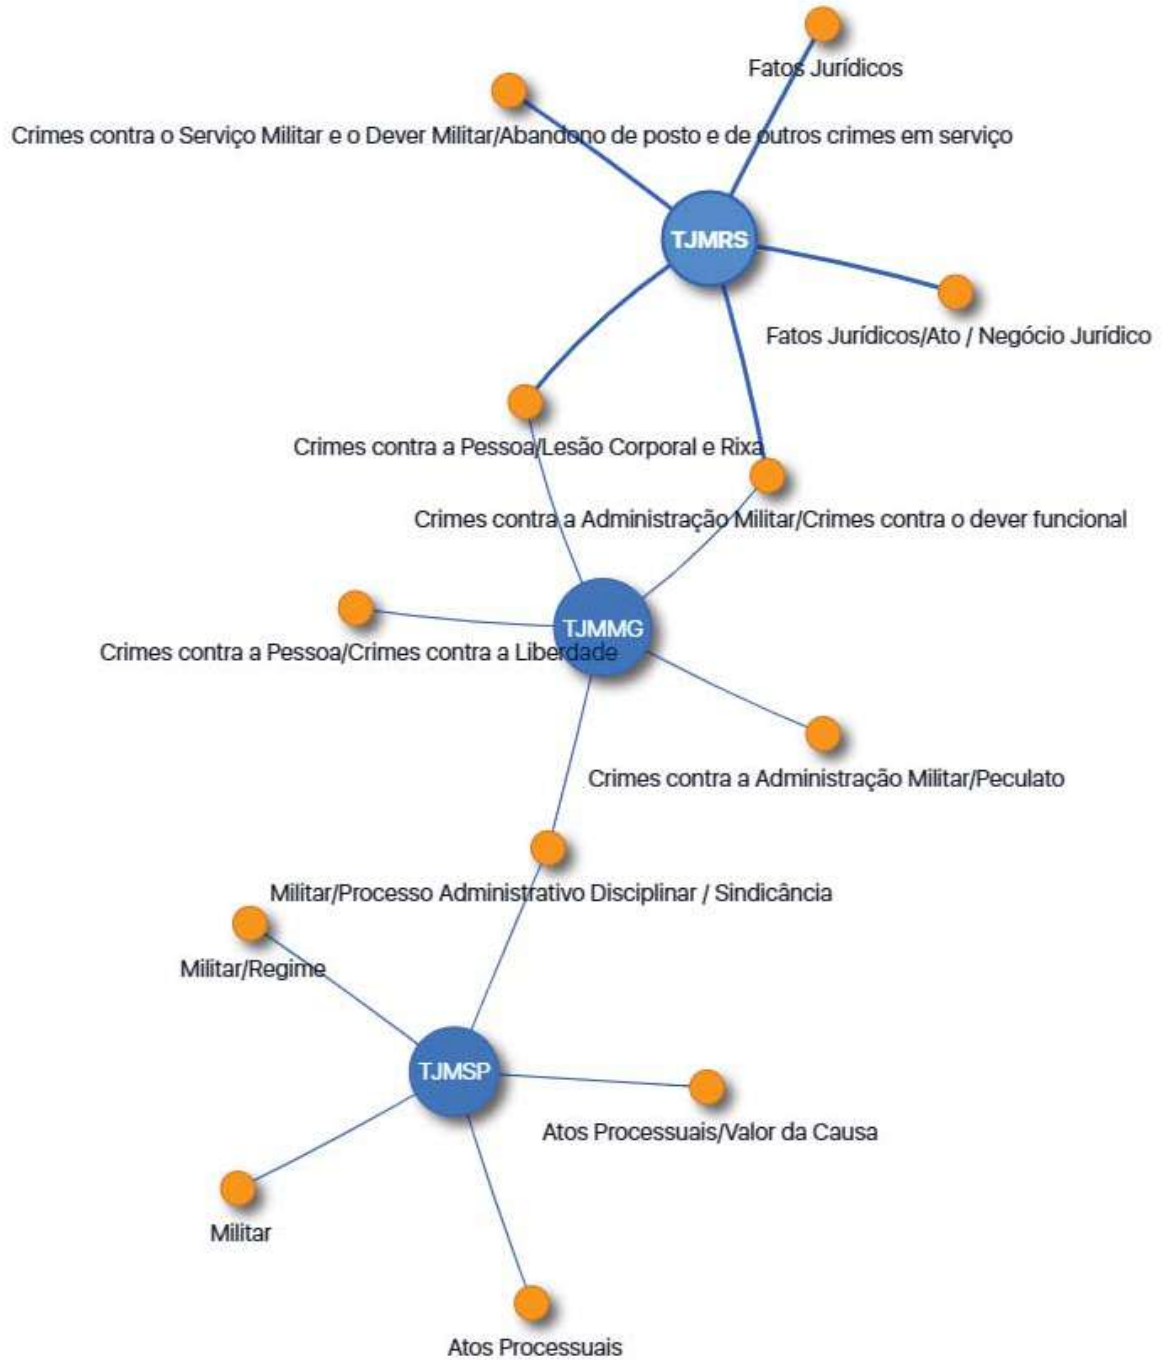 Fatos Jurídicos
Crimes contra o Serviço Militar e o Dever Militar/Abandono de posto e de outros crimes em serviço
TJMRS
Fatos Jurídicos/Ato / Negócio Jurídico
Crimes contra a Pessoa/Lesão Corporal e Rixa
Crimes contra a Administração Militar/Crimes contra o dever funcional
TJMMG
Crimes contra a Pessoa/Crimes contra a Liberdade
Crimes contra a Administração Militar/Peculato
Militar/Processo Administrativo Disciplinar / Sindicância
Militar/Regime
TJMSP
Atos Processuais/Valor da Causa
Militar
Atos Processuais